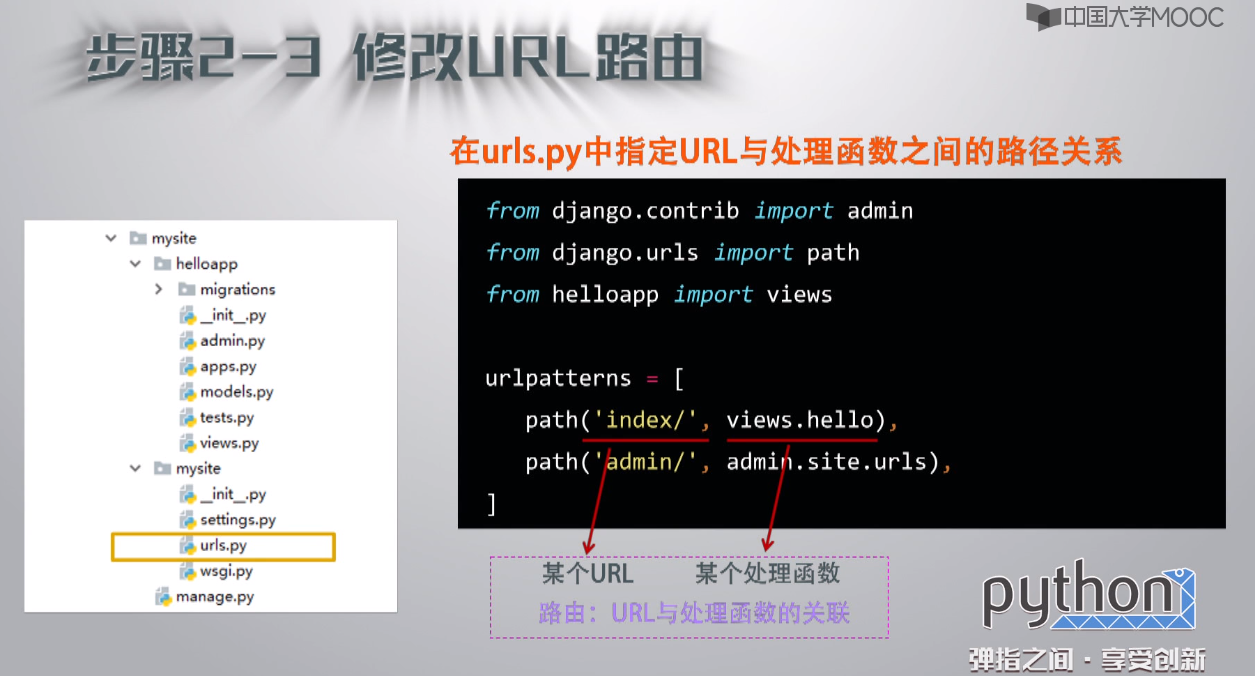 中国大学MOOC
步骤2-3 修改URL路由
在urls.py中指定URL与处理函数之间的路径关系
mysite
helloapp
migrations
__init__.py
admin.py
apps.py
models.py
tests.py
views.py
mysite
__init__.py
settings.py
urls.py
wsgi.py
manage.py
from django.contrib import admin
from django.urls import path
from helloapp import views
urlpatterns = [
path('index/', views.hello),
path('admin/', admin.site.urls),
]
某个URL 某个处理函数
路由：URL与处理函数的关联
python
弹指之间·享受创新